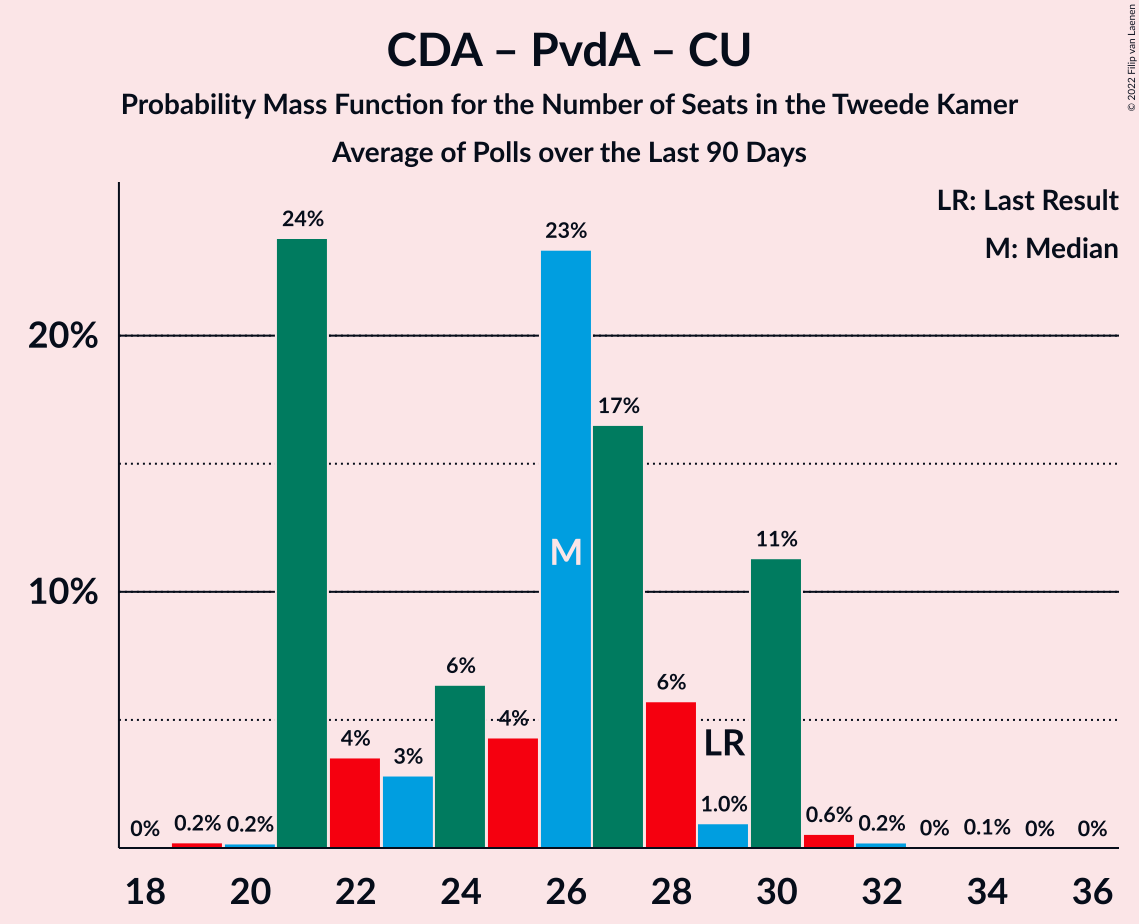 CDA – PvdA – CU
Probability Mass Function for the Number of Seats in the Tweede Kamer
Average of Polls over the Last 90 Days
© 2022 Filip van Laenen
LR: Last Result
M: Median
20%
10%
0%
0.2%
0.2%
24%
4%
3%
6%
4%
23%
M
17%
6%
LR
1.0%
11%
0.6%
0.2%
0%
0.1%
0%
0%
18 20 22 24 26 28 30 32 34 36